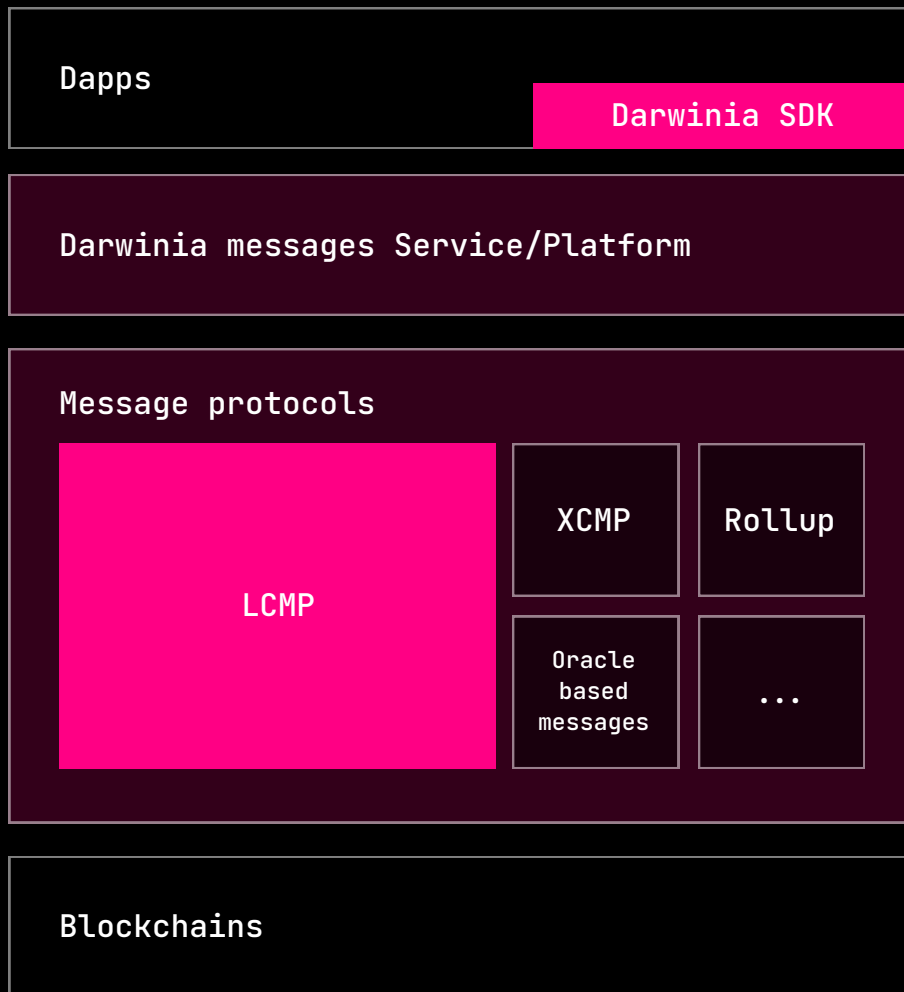 Dapps
Darwinia SDK
Darwinia messages Service/Platform
Message protocols
LCMP
XCMP
Rollup
Oracle
based
messages
...
Blockchains